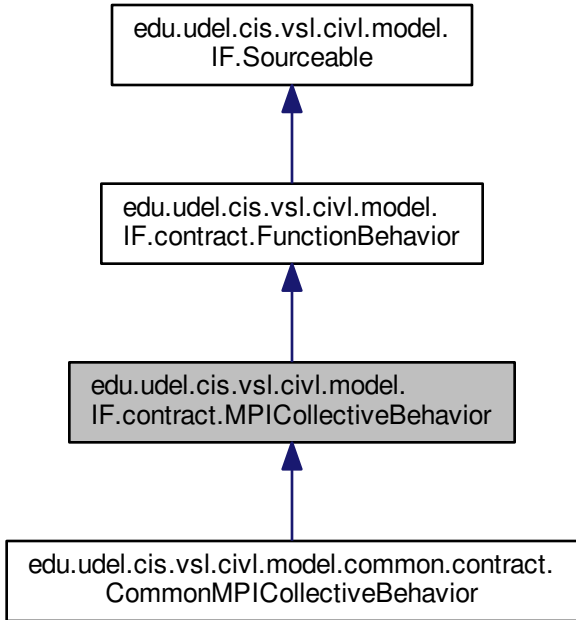 edu.udel.cis.vsl.civl.model.
IF.Sourceable
edu.udel.cis.vsl.civl.model.
IF.contract.FunctionBehavior
edu.udel.cis.vsl.civl.model.
IF.contract.MPICollectiveBehavior
edu.udel.cis.vsl.civl.model.common.contract.
CommonMPICollectiveBehavior